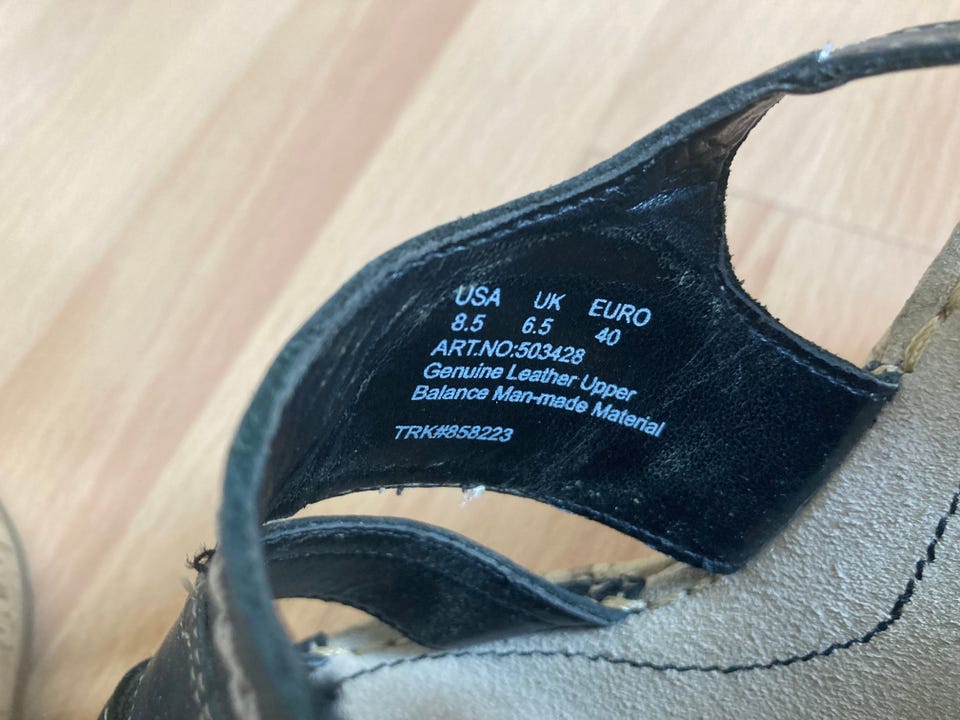 USA UK EURO
8.5 6.5 40
ART.NO:503428
Genuine Leather Upper
Balance Man-made Material
TRK#858223